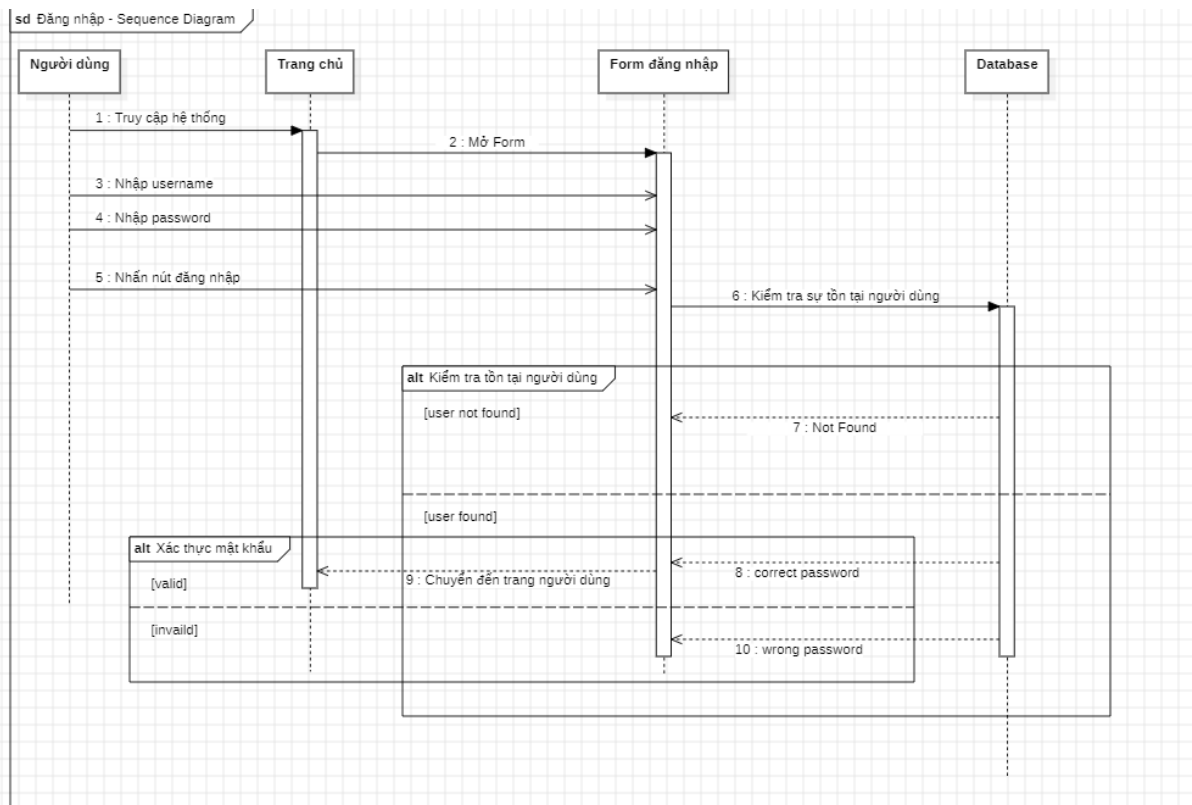 sd Đăng nhập - Sequence Diagram
Người dùng
Trang chủ
Form đăng nhập
Database
1 : Truy cập hệ thống
2 : Mở Form
3 : Nhập username
4 : Nhập password
5 : Nhấn nút đăng nhập
6 : Kiểm tra sự tồn tại người dùng
alt Kiểm tra tồn tại người dùng
[user not found]
7 : Not Found
[user found]
alt Xác thực mật khẩu
8 : correct password
9 : Chuyển đến trang người dùng
[valid]
[invaild]
10 : wrong password